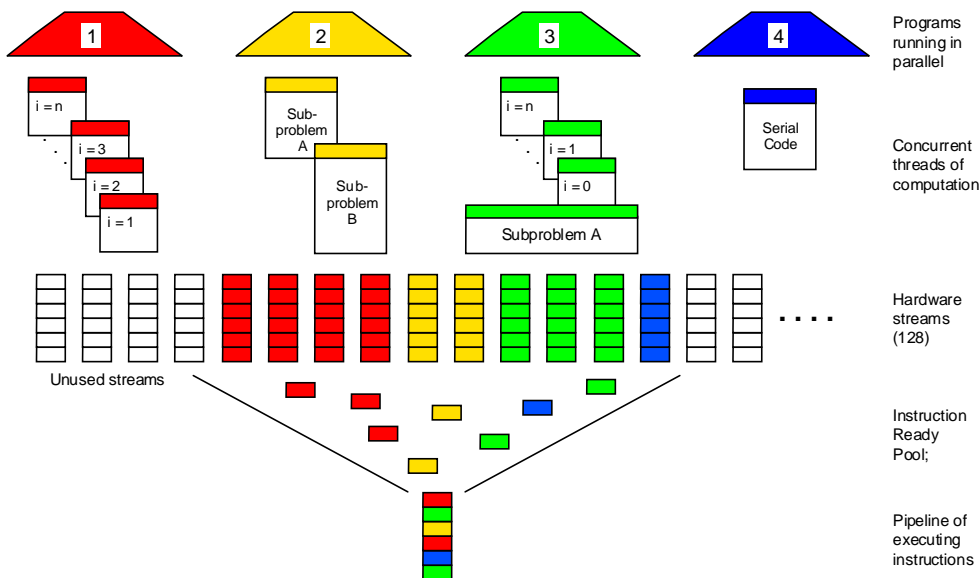 1
2
3
4
Programs
running in
parallel
i = n
i = 3
i = 2
i = 1
Sub-
problem
A
Sub-
problem
B
i = n
i = 1
i = 0
Subproblem A
Serial
Code
Concurrent
threads of
computation
Hardware
streams
(128)
Unused streams
Instruction
Ready
Pool;
Pipeline of
executing
instructions